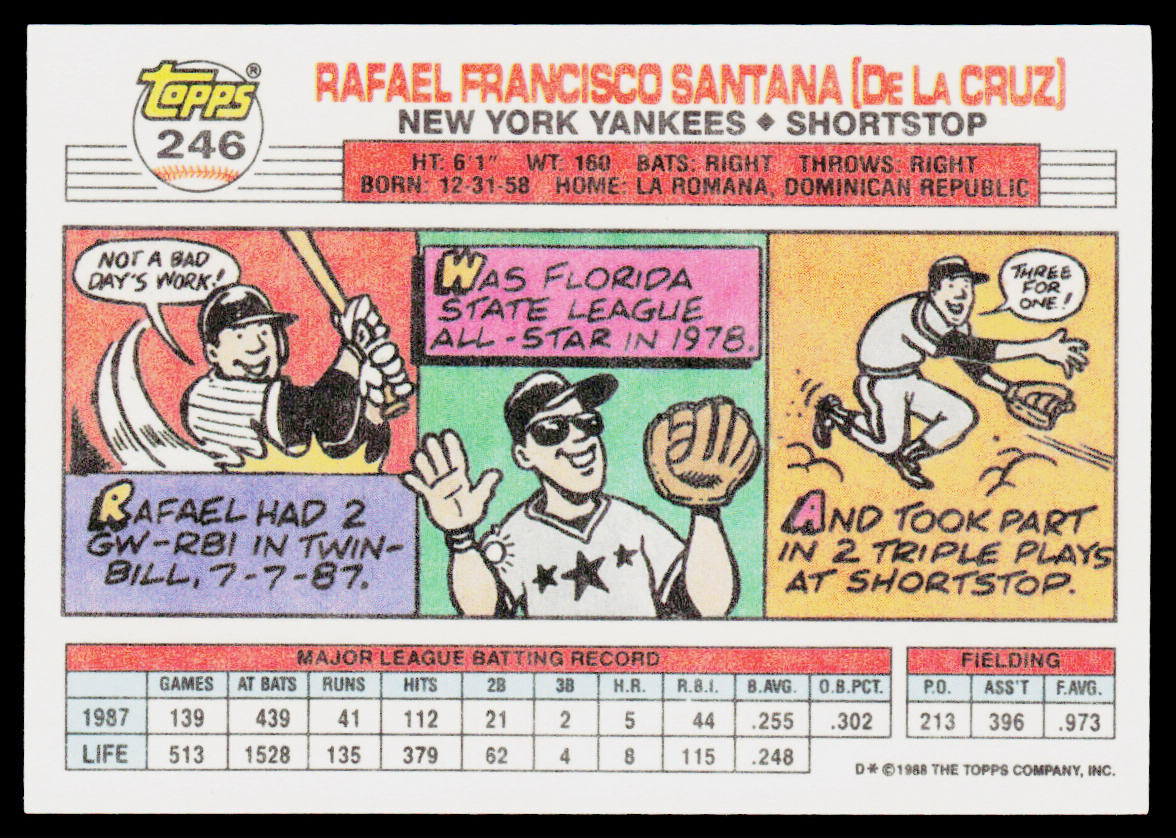 Topps®
246
RAFAEL FRANCISCO SANTANA (DE LA CRUZ)
NEW YORK YANKEES ♦ SHORTSTOP
HT: 6'1" WT: 160 BATS: RIGHT THROWS: RIGHT
BORN: 12-31-58 HOME: LA ROMANA, DOMINICAN REPUBLIC
NOT A BAD
DAY'S WORK!
RAFAEL HAD 2
GW-RBI IN TWIN-
BILL, 7-7-87.
WAS FLORIDA
STATE LEAGUE
ALL-STAR IN 1978.
THREE
FOR
ONE!
AND TOOK PART
IN 2 TRIPLE PLAYS
AT SHORTSTOP.
MAJOR LEAGUE BATTING RECORD
GAMES AT BATS RUNS HITS 2B 3B H.R. R.B.I. B.AVG. O.B.PCT.
1987 139 439 41 112 21 2 5 44 .255 .302
LIFE 513 1528 135 379 62 4 8 115 .248
FIELDING
P.O. ASS'T F.AVG.
213 396 .973
D* ©1988 THE TOPPS COMPANY, INC.